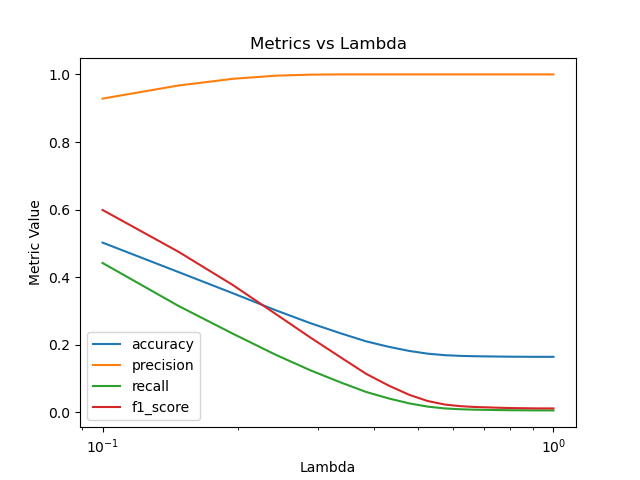 Metrics vs Lambda
1.0
0.8
0.6
0.4
0.2
0.0
Metric Value
accuracy
precision
recall
f1_score
10⁻¹
10⁰
Lambda